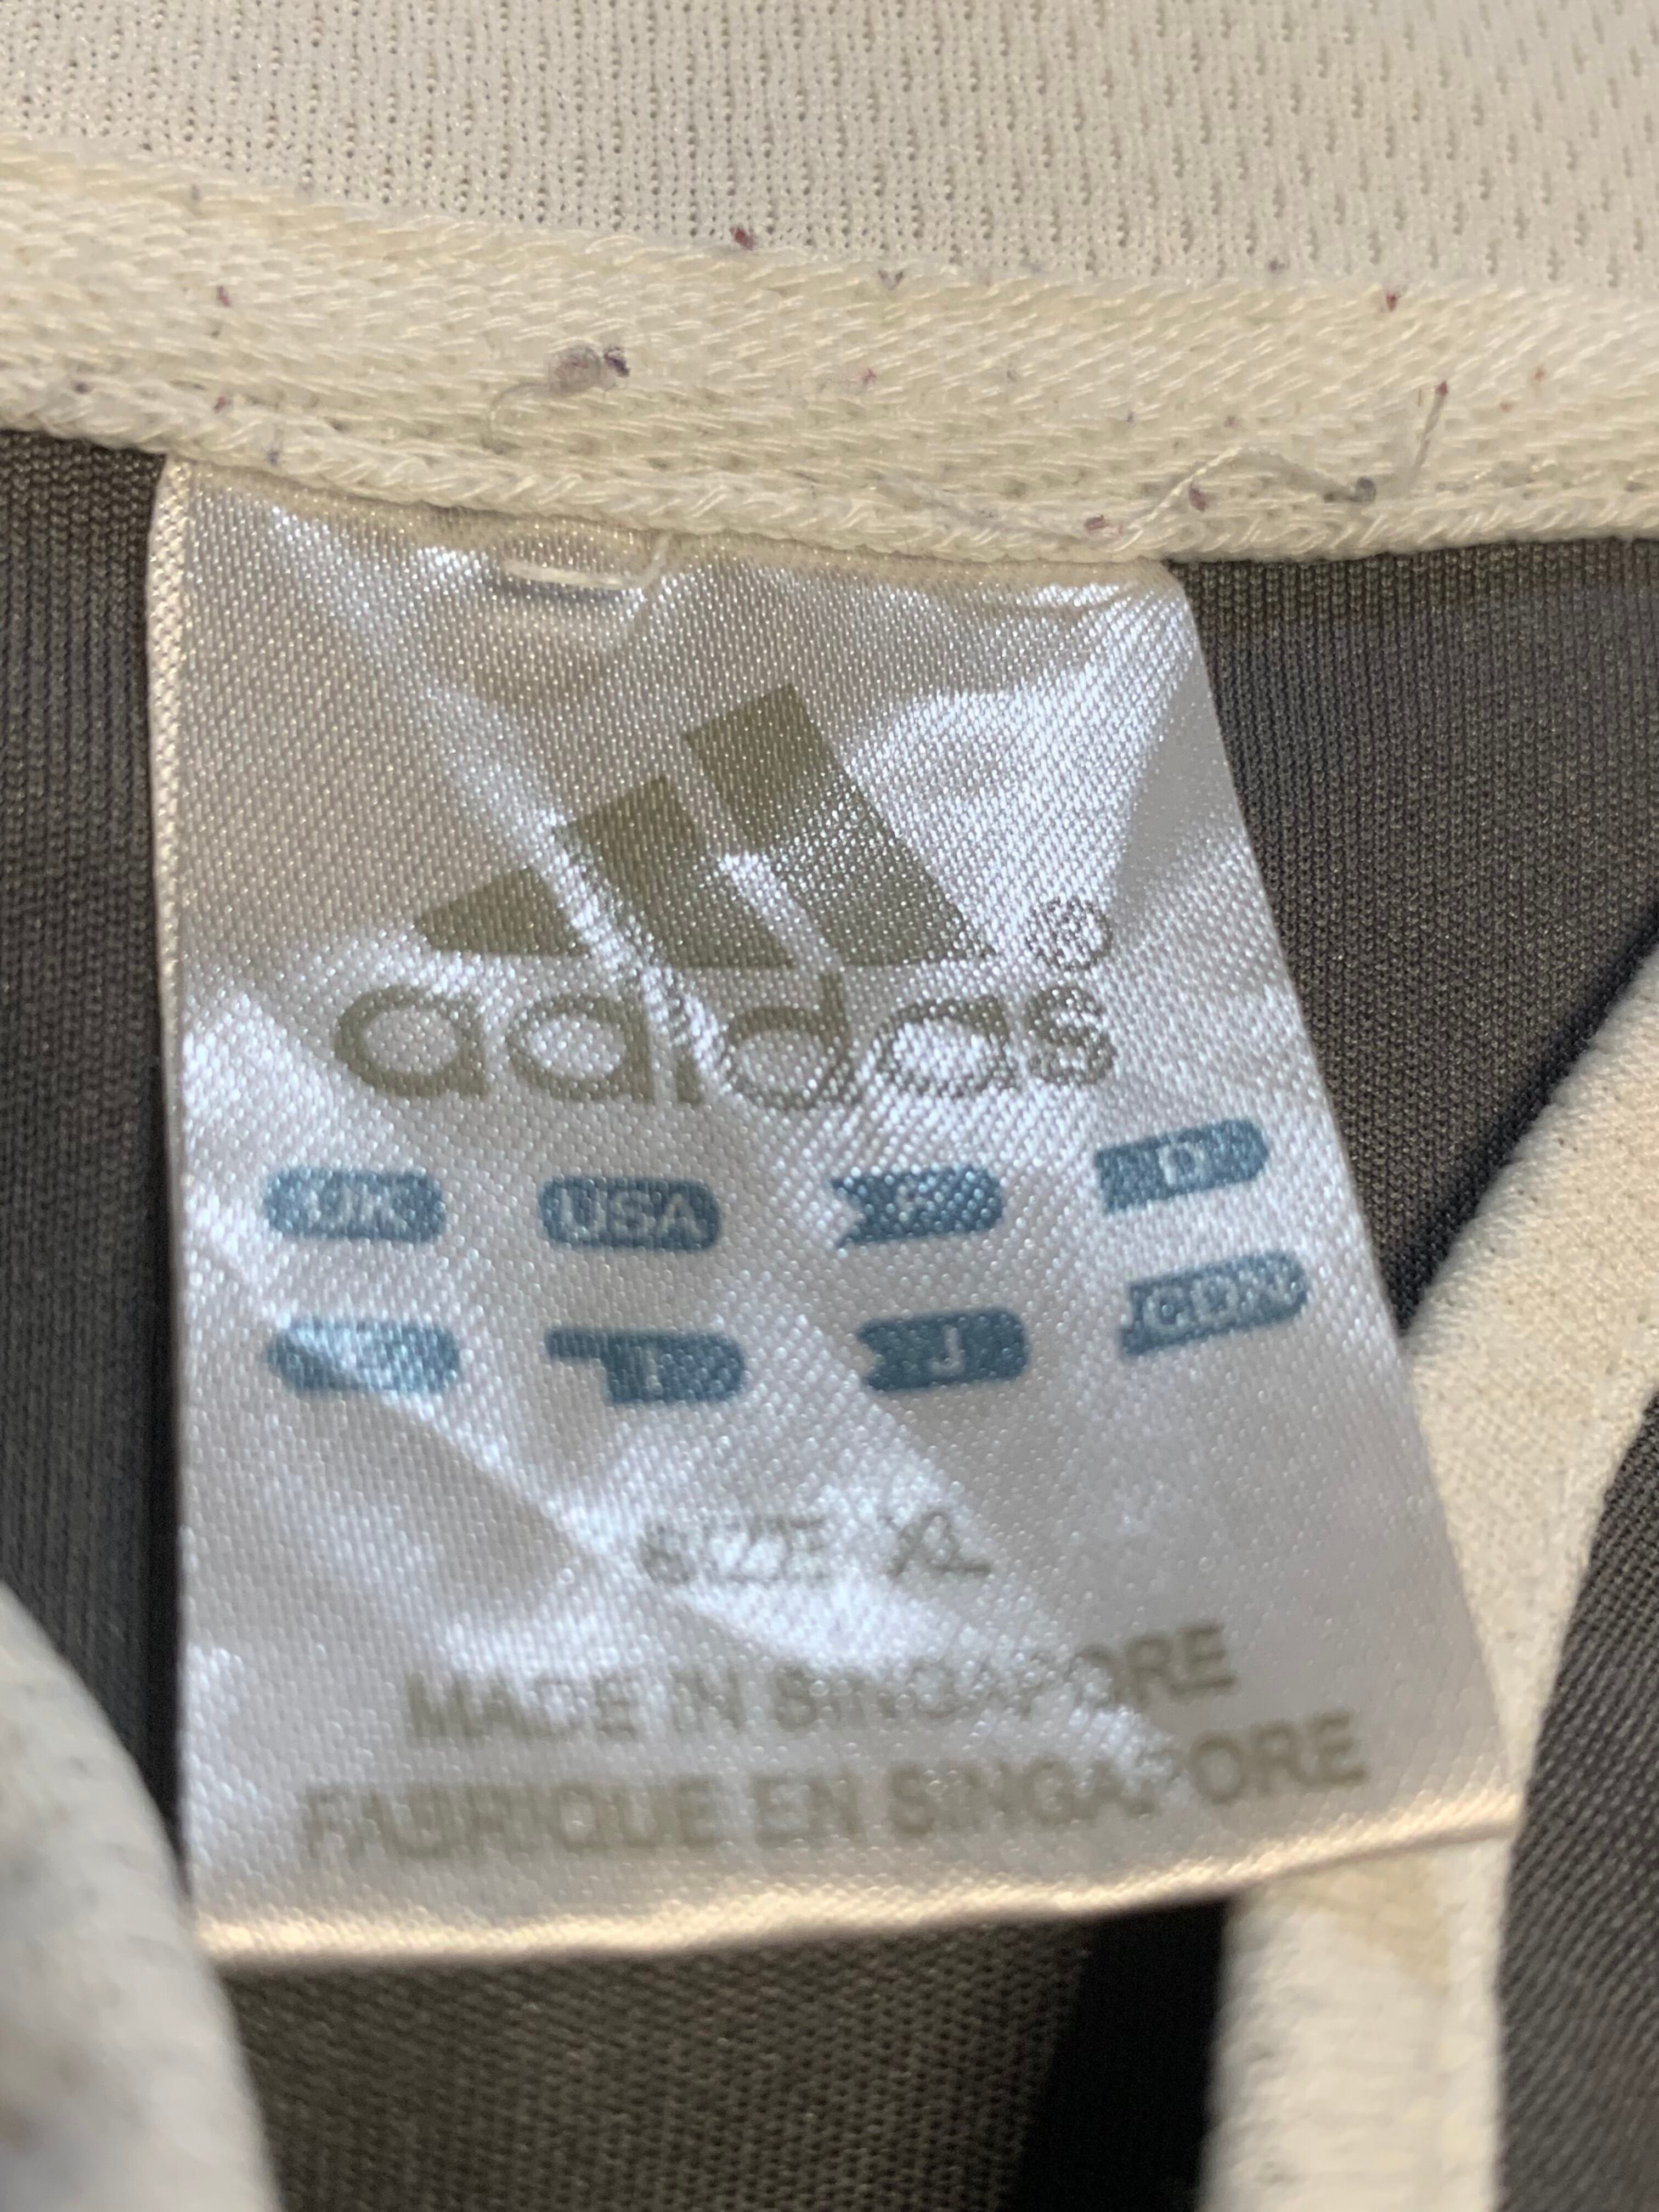 adidas®
UK USA F D
I J CDN
SIZE XL
MADE IN SINGAPORE
FABRIQUE EN SINGAPORE